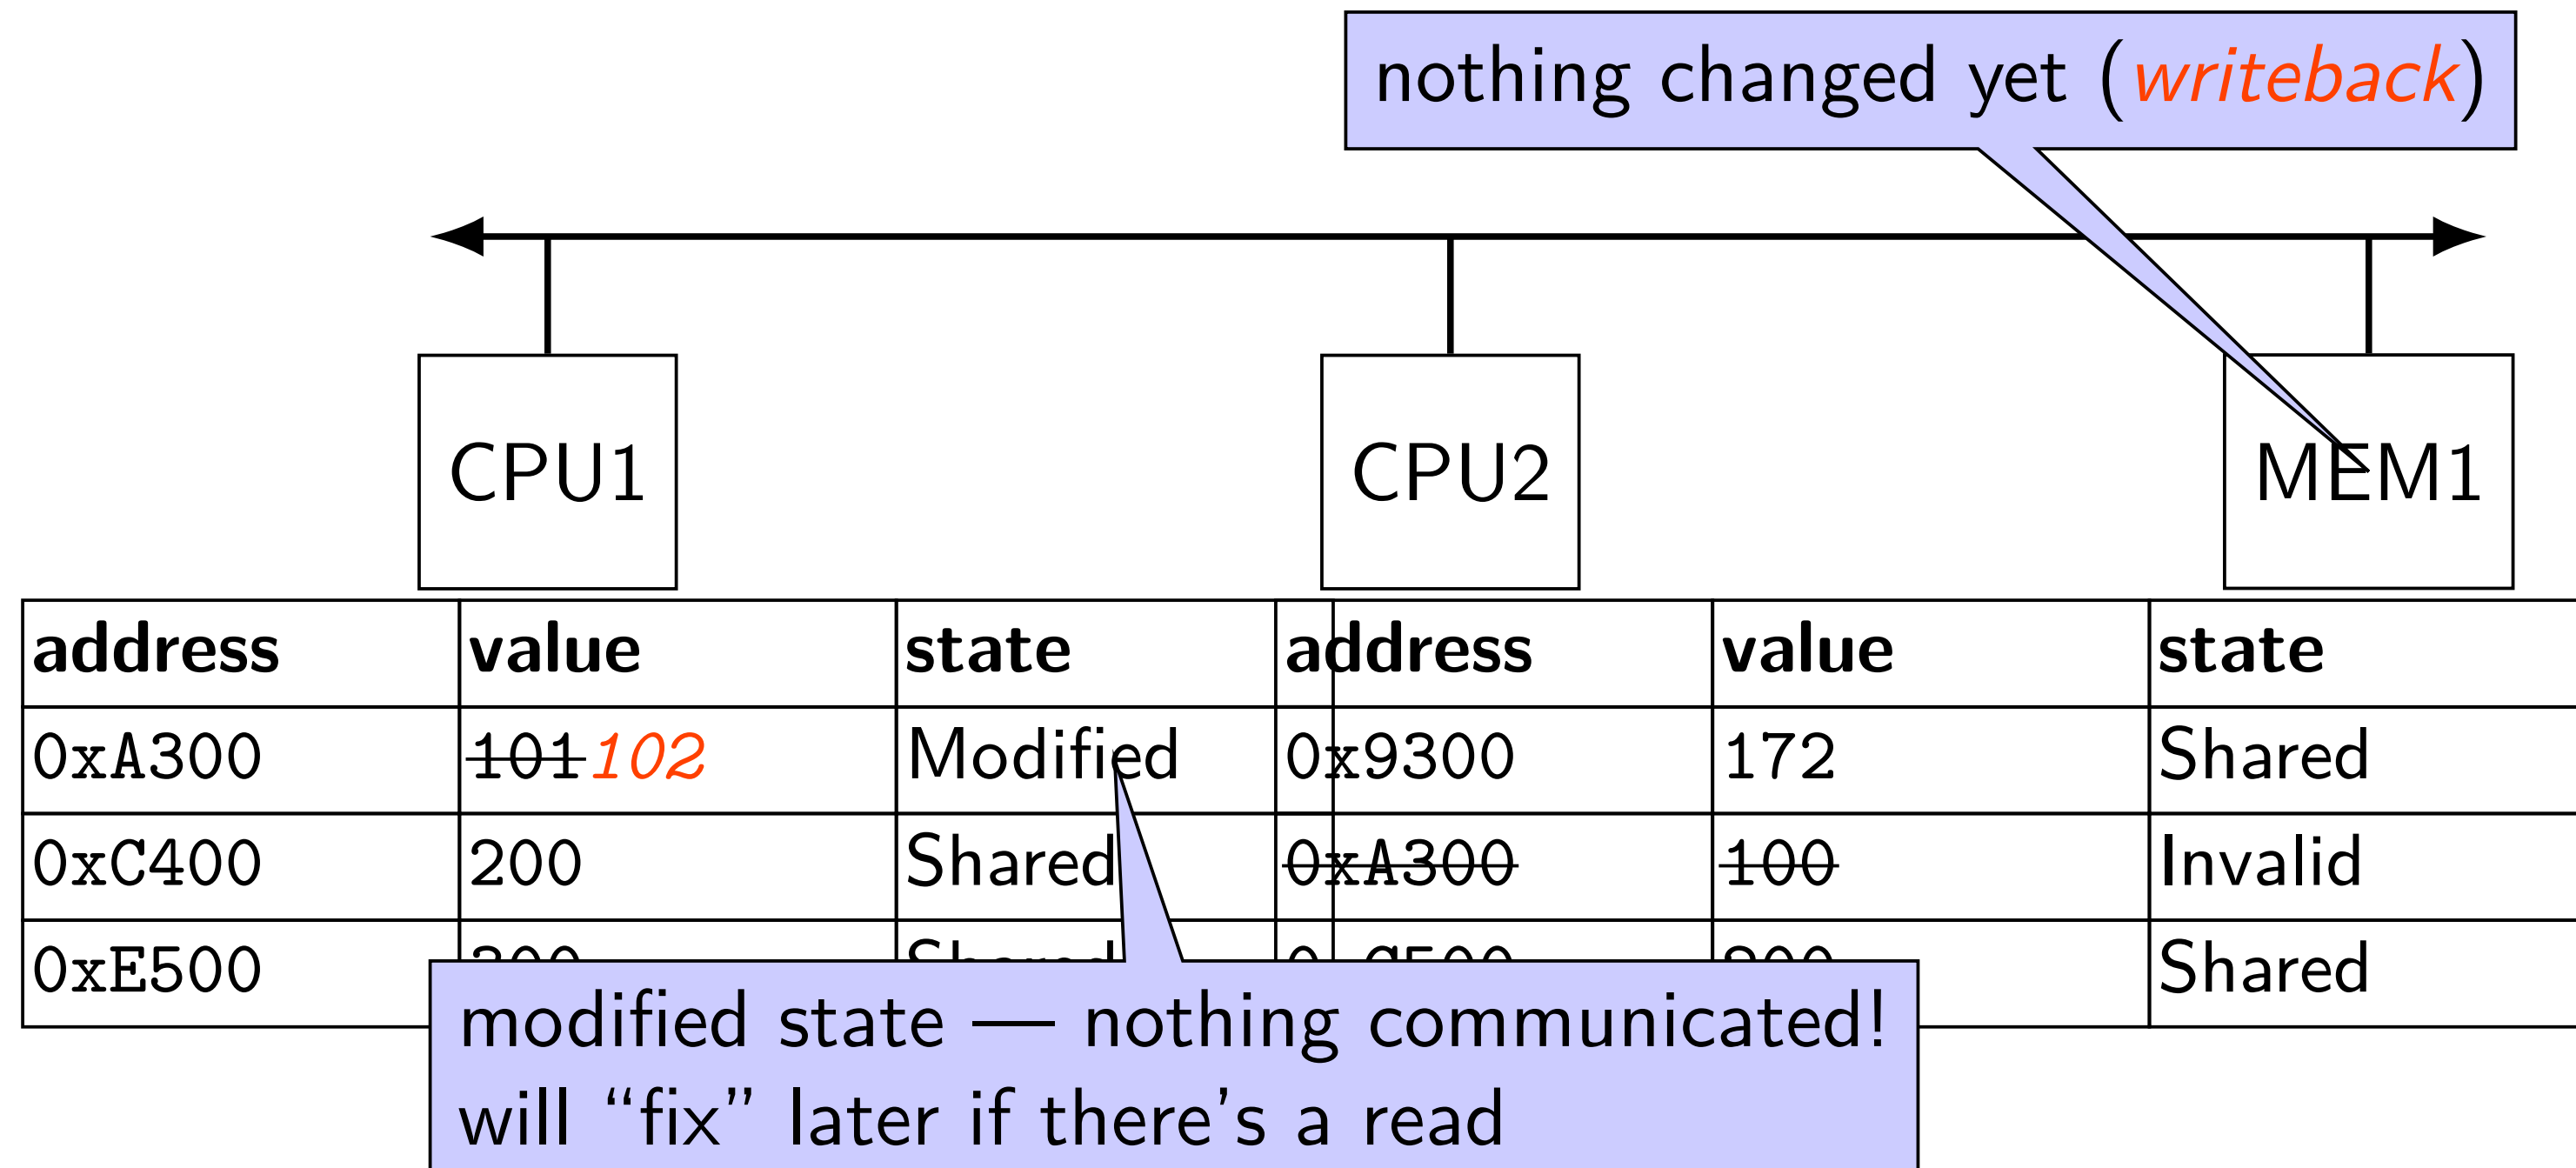 nothing changed yet (writeback)
CPU1 CPU2 MEM1
address value state address value state
0xA300 101 102 Modified 0x9300 172 Shared
0xC400 200 Shared 0xA300 100 Invalid
0xE500 Shared Shared
modified state — nothing communicated!
will “fix” later if there’s a read